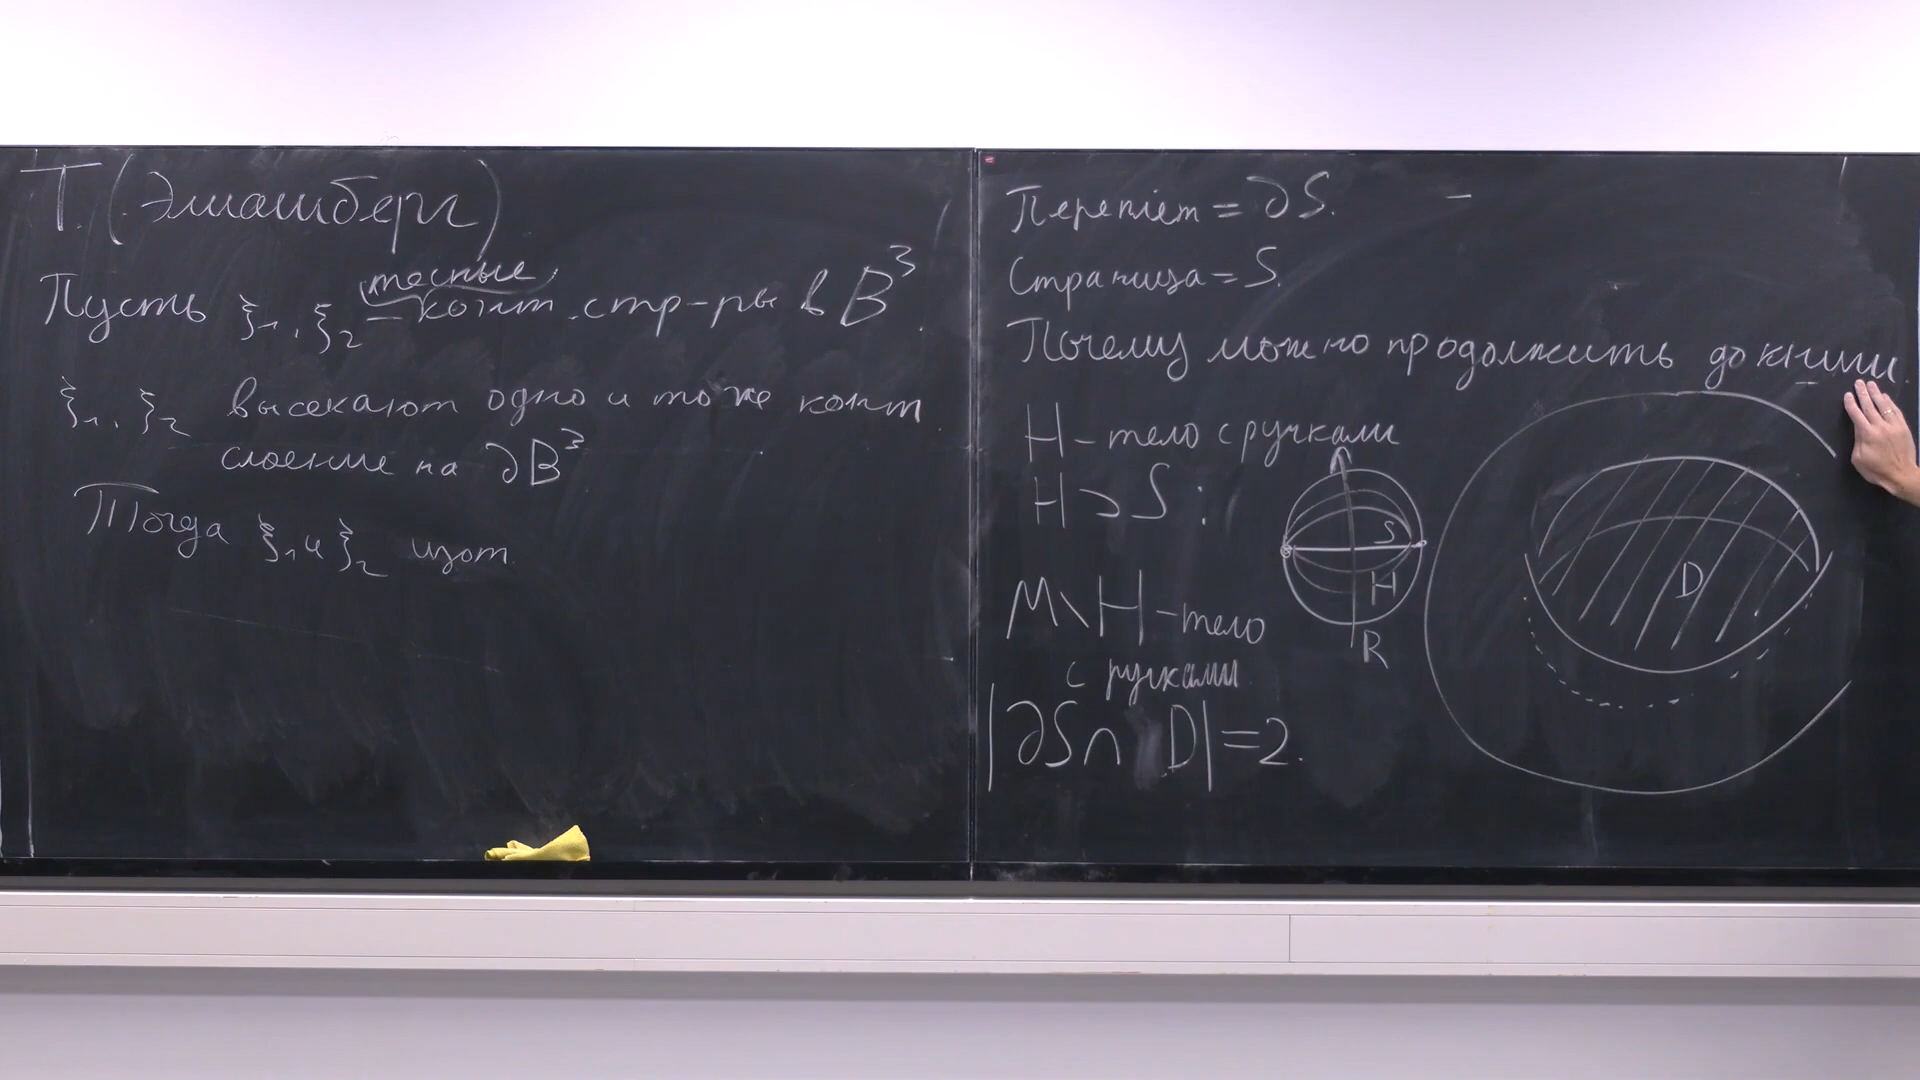 Т. (Элиашберг)
Пусть ξ₁, ξ₂ – тесные конт. стр-ры в B³.
ξ₁, ξ₂ высекают одно и то же конт
слоение на ∂B³
Тогда ξ₁ и ξ₂ изот
Переплёт = ∂S.
Страница = S.
Почему можно продолжить до книги.
H – тело с ручками
H ⊃ S :
S
H
R
D
M\H – тело
с ручками
|∂S ∩ D| = 2.